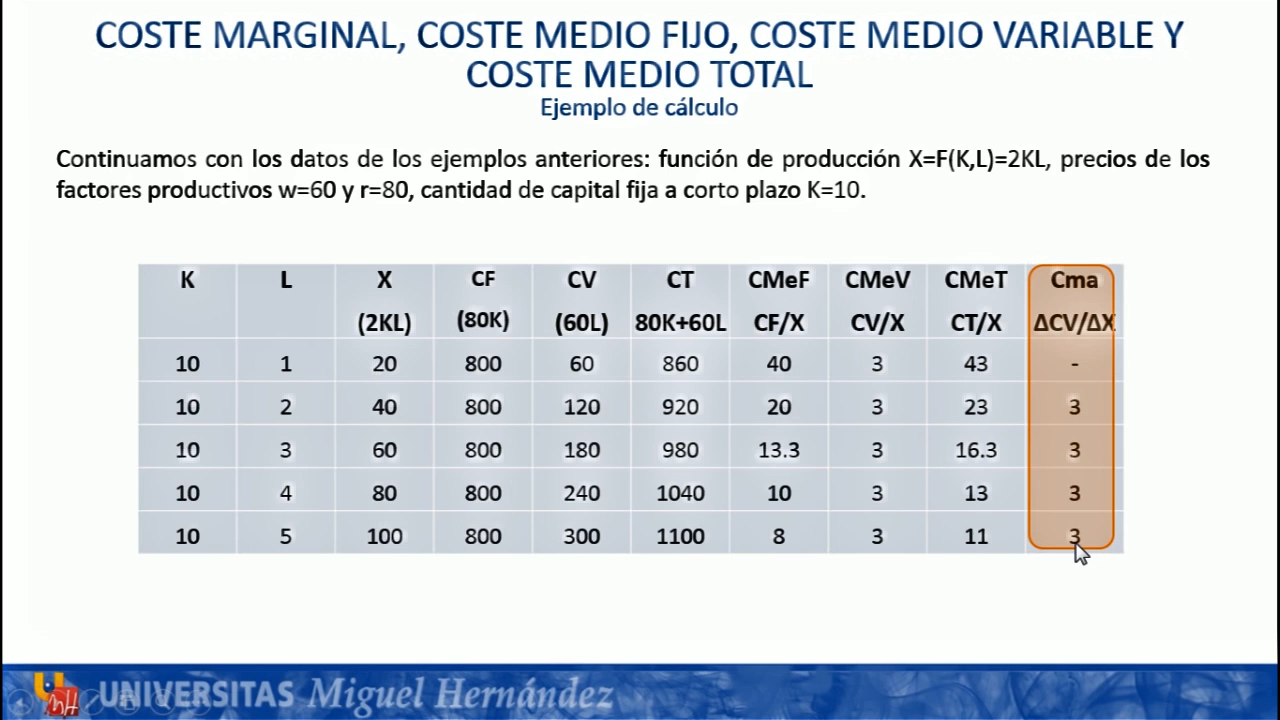 COSTE MARGINAL, COSTE MEDIO FIJO, COSTE MEDIO VARIABLE Y
COSTE MEDIO TOTAL
Ejemplo de cálculo
Continuamos con los datos de los ejemplos anteriores: función de producción X=F(K,L)=2KL, precios de los
factores productivos w=60 y r=80, cantidad de capital fija a corto plazo K=10.
K L X CF CV CT CMeF CMeV CMeT Cma
(2KL) (80K) (60L) 80K+60L CF/X CV/X CT/X ΔCV/ΔX
10 1 20 800 60 860 40 3 43 -
10 2 40 800 120 920 20 3 23 3
10 3 60 800 180 980 13.3 3 16.3 3
10 4 80 800 240 1040 10 3 13 3
10 5 100 800 300 1100 8 3 11 3
UNIVERSITAS Miguel Hernández